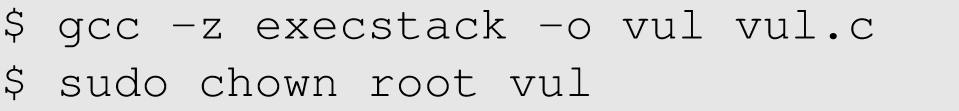 $ gcc -z execstack -o vul vul.c
$ sudo chown root vul